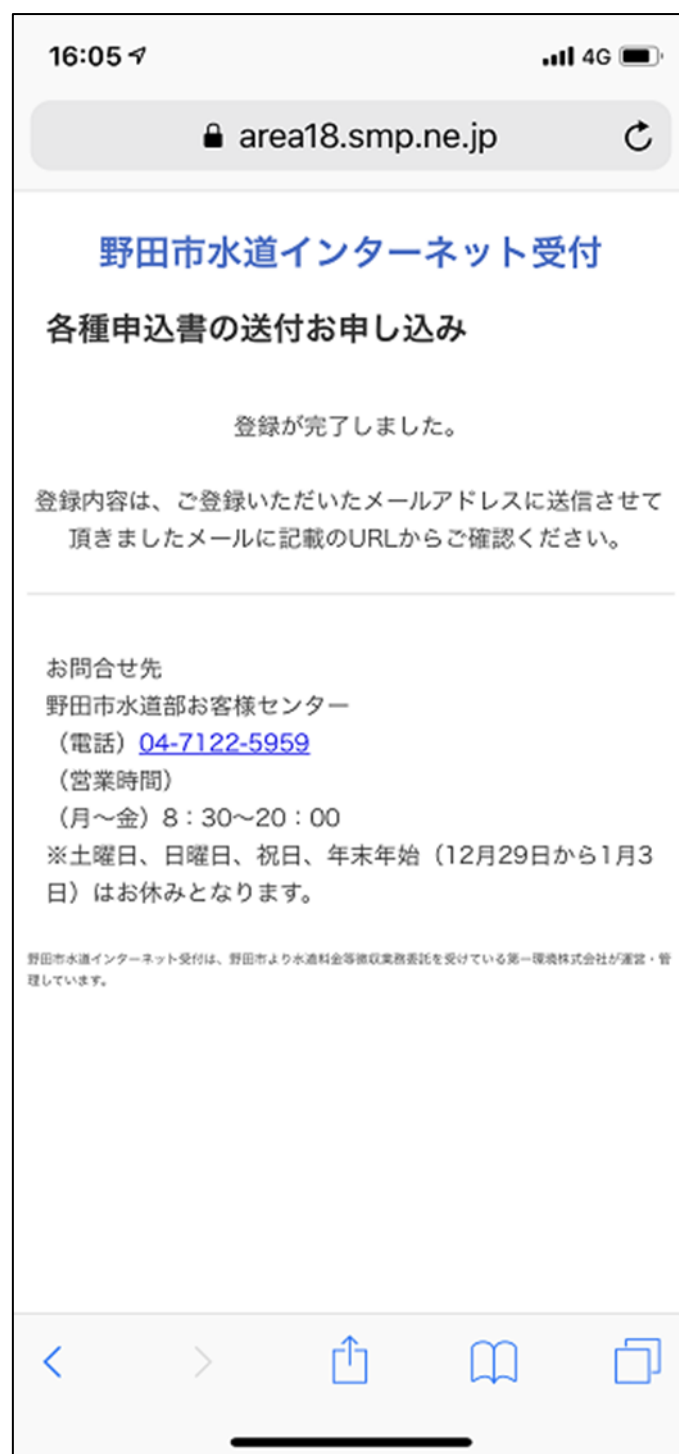 16:05
4G
area18.smp.ne.jp
野田市水道インターネット受付
各種申込書の送付お申し込み
登録が完了しました。
登録内容は、ご登録いただいたメールアドレスに送信させて
頂きましたメールに記載のURLからご確認ください。
お問合せ先
野田市水道部お客様センター
（電話）04-7122-5959
（営業時間）
（月〜金）8：30〜20：00
※土曜日、日曜日、祝日、年末年始（12月29日から1月3
日）はお休みとなります。
野田市水道インターネット受付は、野田市より水道料金等徴収業務委託を受けている第一環境株式会社が運営・管
理しています。